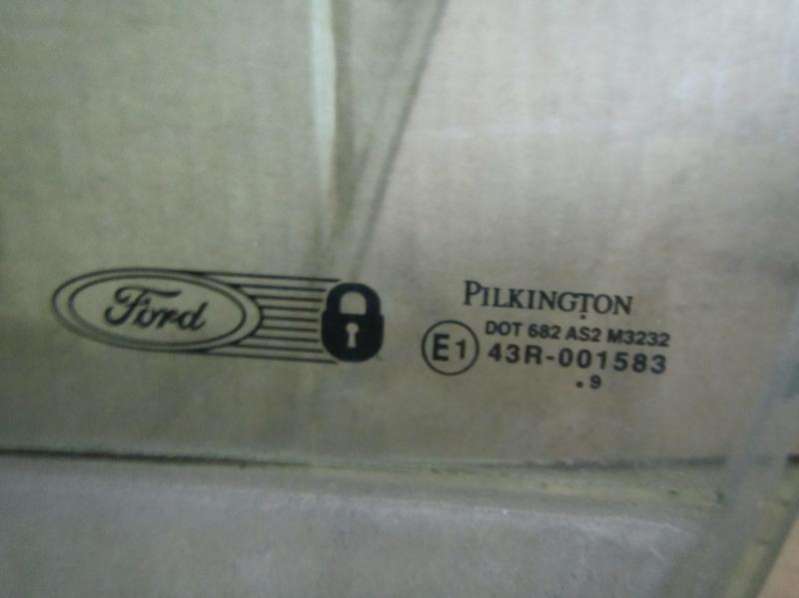 Ford
PILKINGTON
DOT 682 AS2 M3232
E1 43R-001583
.9